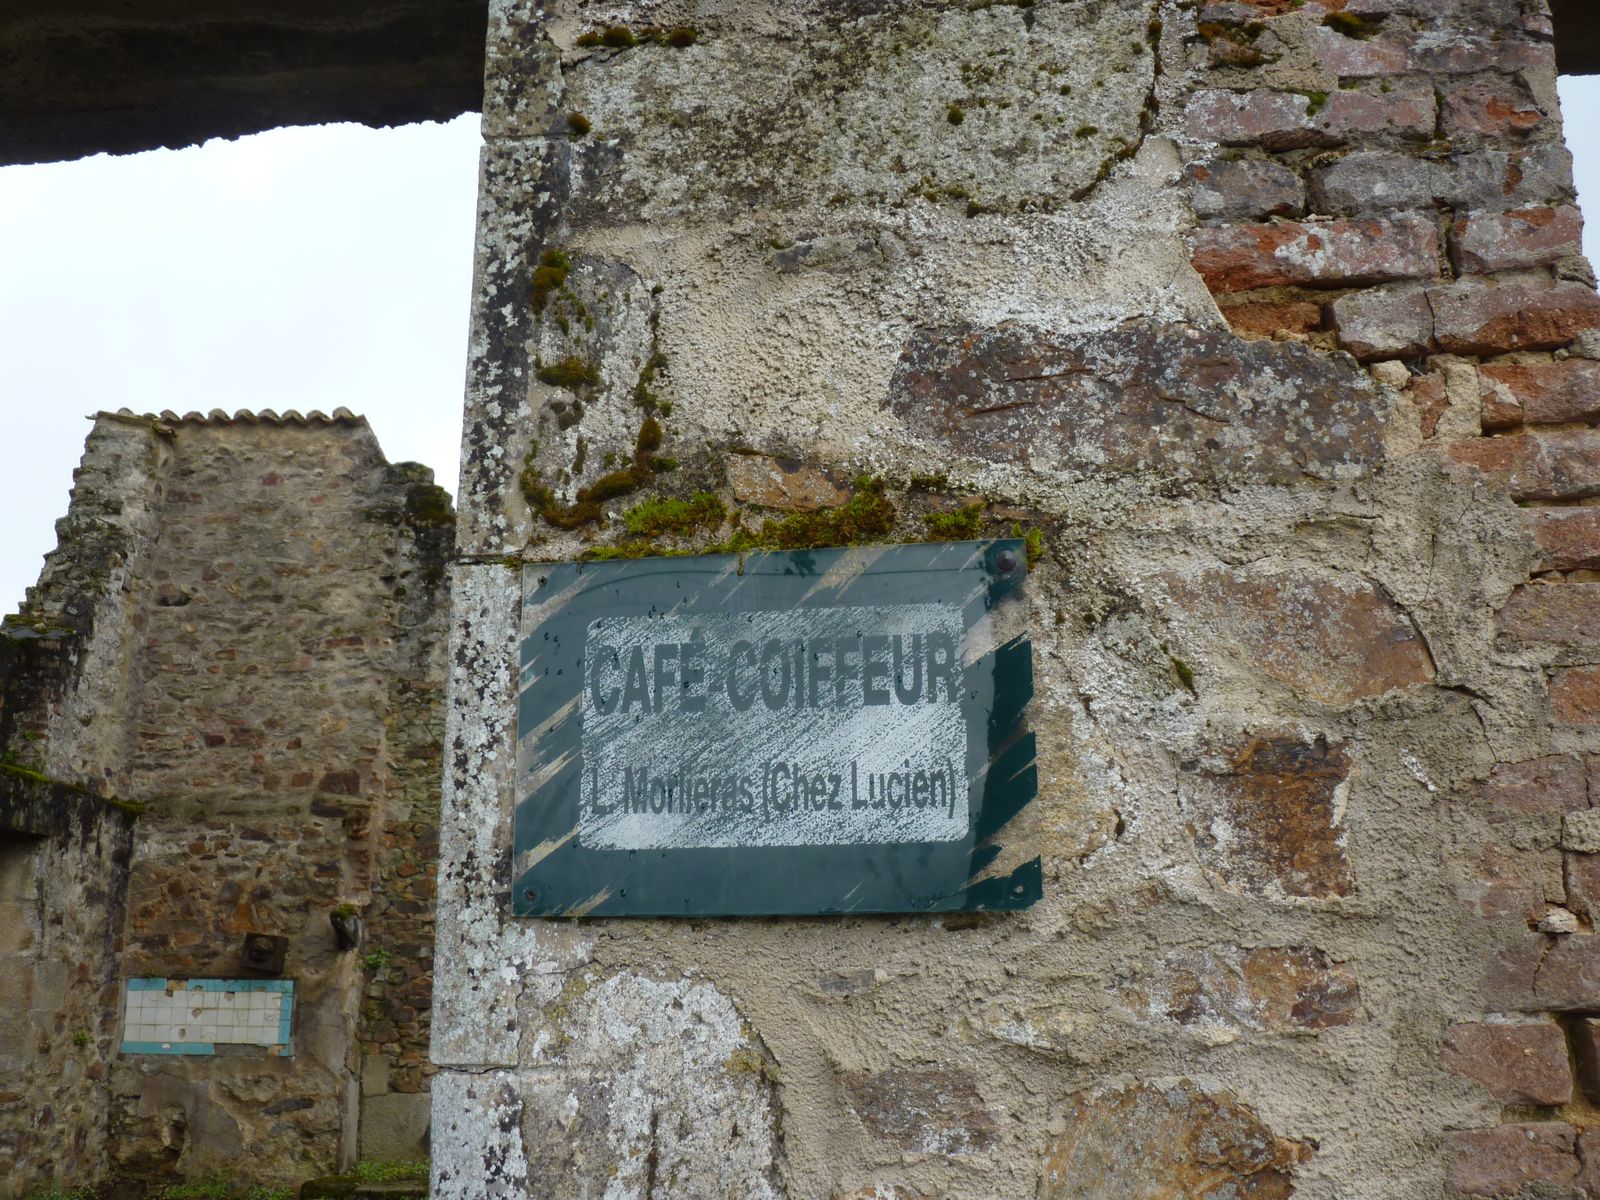 CAFÉ-COIFFEUR
L. Morlieras (Chez Lucien)